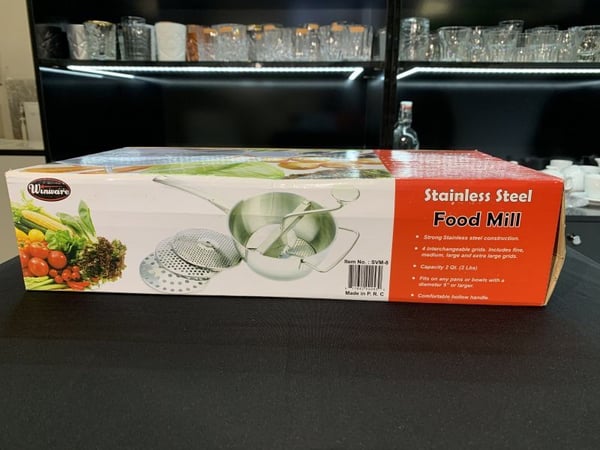 Winware
Stainless Steel
Food Mill
• Strong Stainless steel construction.
• 4 interchangeable grids. Includes fine,
medium, large and extra large grids.
• Capacity 2 Qt. (2 Ltrs)
• Fits on any pans or bowls with a
diameter 5" or larger.
• Comfortable hollow handle.
Item No. : SVM-8
Made in P. R. C